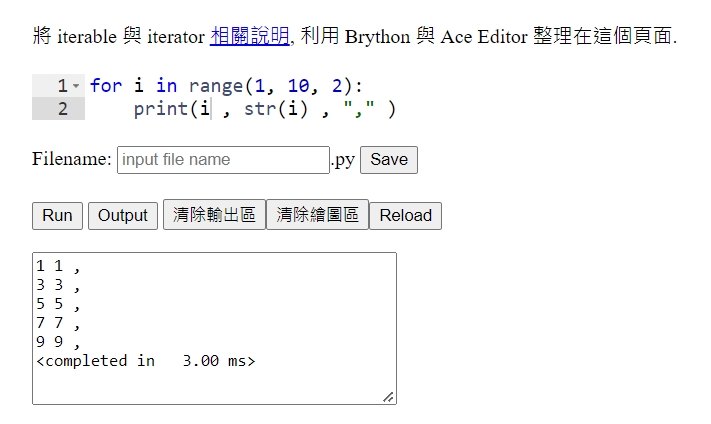 將 iterable 與 iterator 相關說明, 利用 Brython 與 Ace Editor 整理在這個頁面.
1 for i in range(1, 10, 2):
2     print(i , str(i) , "," )
Filename: input file name .py Save
Run Output 清除輸出區 清除繪圖區 Reload
1 1 ,
3 3 ,
5 5 ,
7 7 ,
9 9 ,
<completed in   3.00 ms>